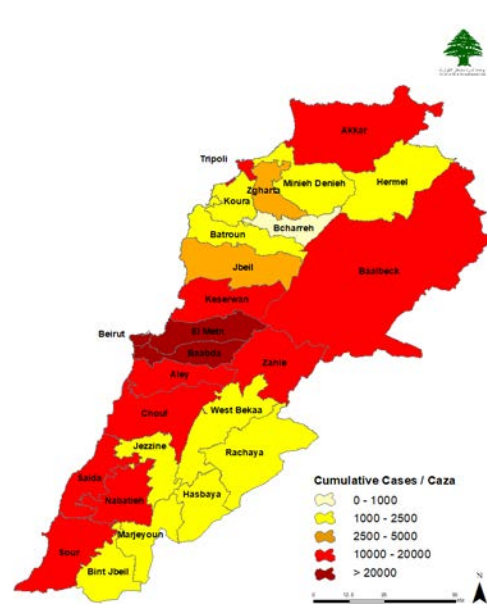 Akkar
Tripoli
Zgharta
Minieh Denieh
Hermel
Koura
Bcharreh
Batroun
Jbeil
Baalbeck
Keserwan
El Metn
Beirut
Baabda
Zahle
Aley
Chouf
West Bekaa
Jezzine
Rachaya
Saida
Nabatieh
Hasbaya
Marjeyoun
Sour
Bint Jbeil
Cumulative Cases / Caza
0 - 1000
1000 - 2500
2500 - 5000
10000 - 20000
> 20000
N